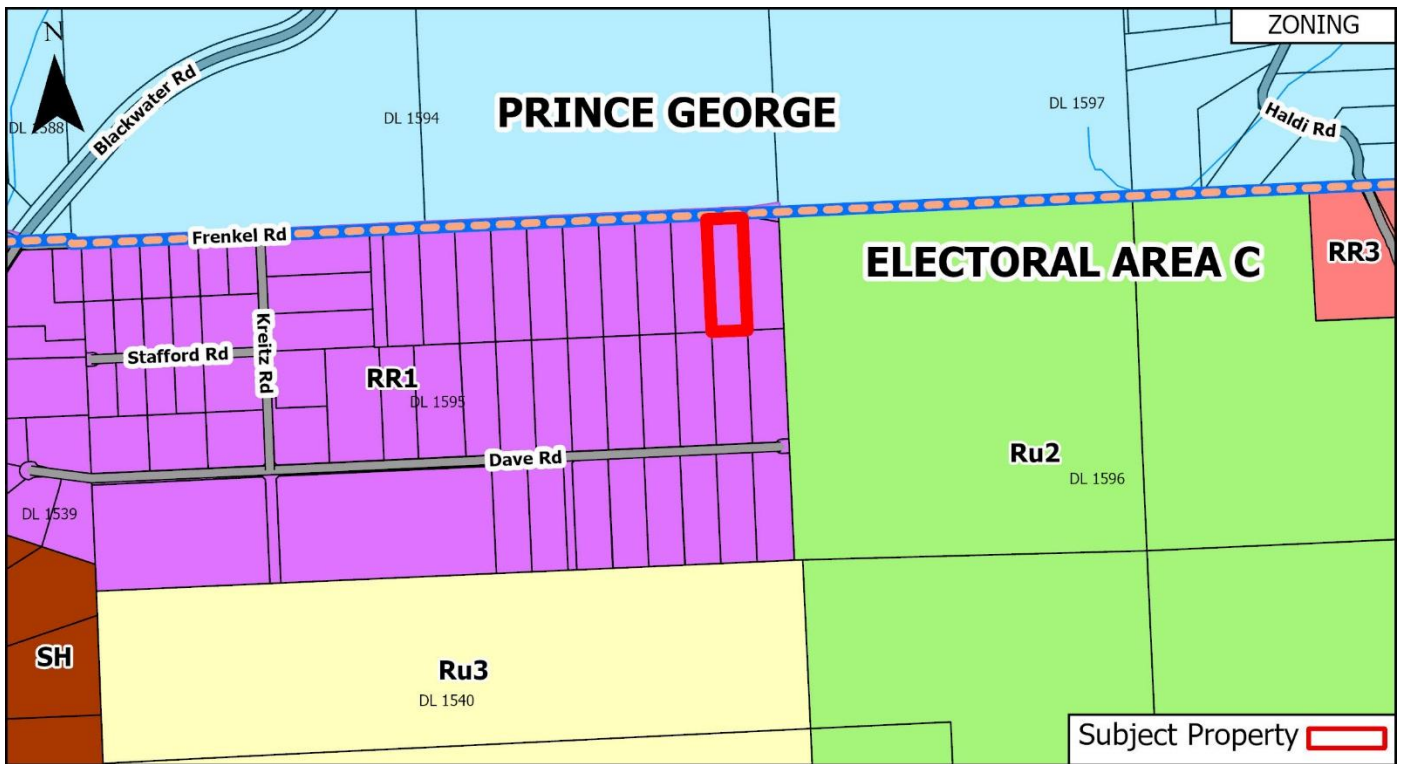 ZONING
N
Blackwater Rd
PRINCE GEORGE
DL 1597
DL 1594
DL 1588
Haldi Rd
Frenkel Rd
ELECTORAL AREA C
RR3
Kreitz Rd
Stafford Rd
RR1
DL 1595
Dave Rd
Ru2
DL 1596
DL 1539
SH
Ru3
DL 1540
Subject Property